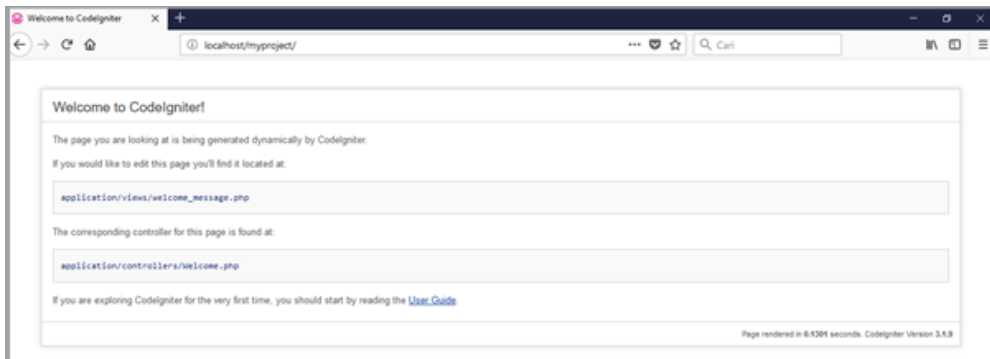 Welcome to CodeIgniter
localhost/myproject/
Cari
Welcome to CodeIgniter!
The page you are looking at is being generated dynamically by CodeIgniter.
If you would like to edit this page you'll find it located at:
application/views/welcome_message.php
The corresponding controller for this page is found at:
application/controllers/Welcome.php
If you are exploring CodeIgniter for the very first time, you should start by reading the User Guide.
Page rendered in 0.1301 seconds. CodeIgniter Version 3.1.9